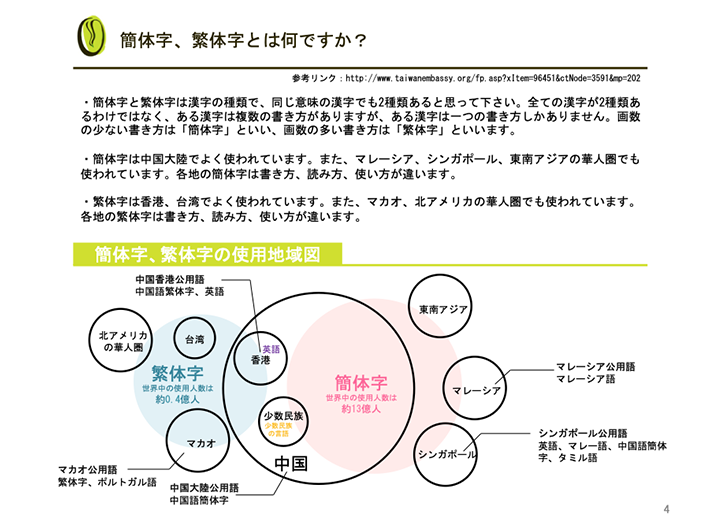 簡体字、繁体字とは何ですか？
参考リンク：http://www.taiwanembassy.org/fp.asp?xItem=96451&ctNode=3591&mp=202
・簡体字と繁体字は漢字の種類で、同じ意味の漢字でも2種類あると思って下さい。全ての漢字が2種類あ
るわけではなく、ある漢字は複数の書き方がありますが、ある漢字は一つの書き方しかありません。画数
の少ない書き方は「簡体字」といい、画数の多い書き方は「繁体字」といいます。
・簡体字は中国大陸でよく使われています。また、マレーシア、シンガポール、東南アジアの華人圏でも
使われています。各地の簡体字は書き方、読み方、使い方が違います。
・繁体字は香港、台湾でよく使われています。また、マカオ、北アメリカの華人圏でも使われています。
各地の繁体字は書き方、読み方、使い方が違います。
簡体字、繁体字の使用地域図
中国香港公用語
中国語繁体字、英語
北アメリカ
の華人圏
台湾
英語
香港
東南アジア
繁体字
世界中の使用人数は
約0.4億人
簡体字
世界中の使用人数は
約13億人
マレーシア
マレーシア公用語
マレーシア語
少数民族
少数民族
の言語
マカオ
中国
シンガポール
シンガポール公用語
英語、マレー語、中国語簡体
字、タミル語
マカオ公用語
繁体字、ポルトガル語
中国大陸公用語
中国語簡体字
4